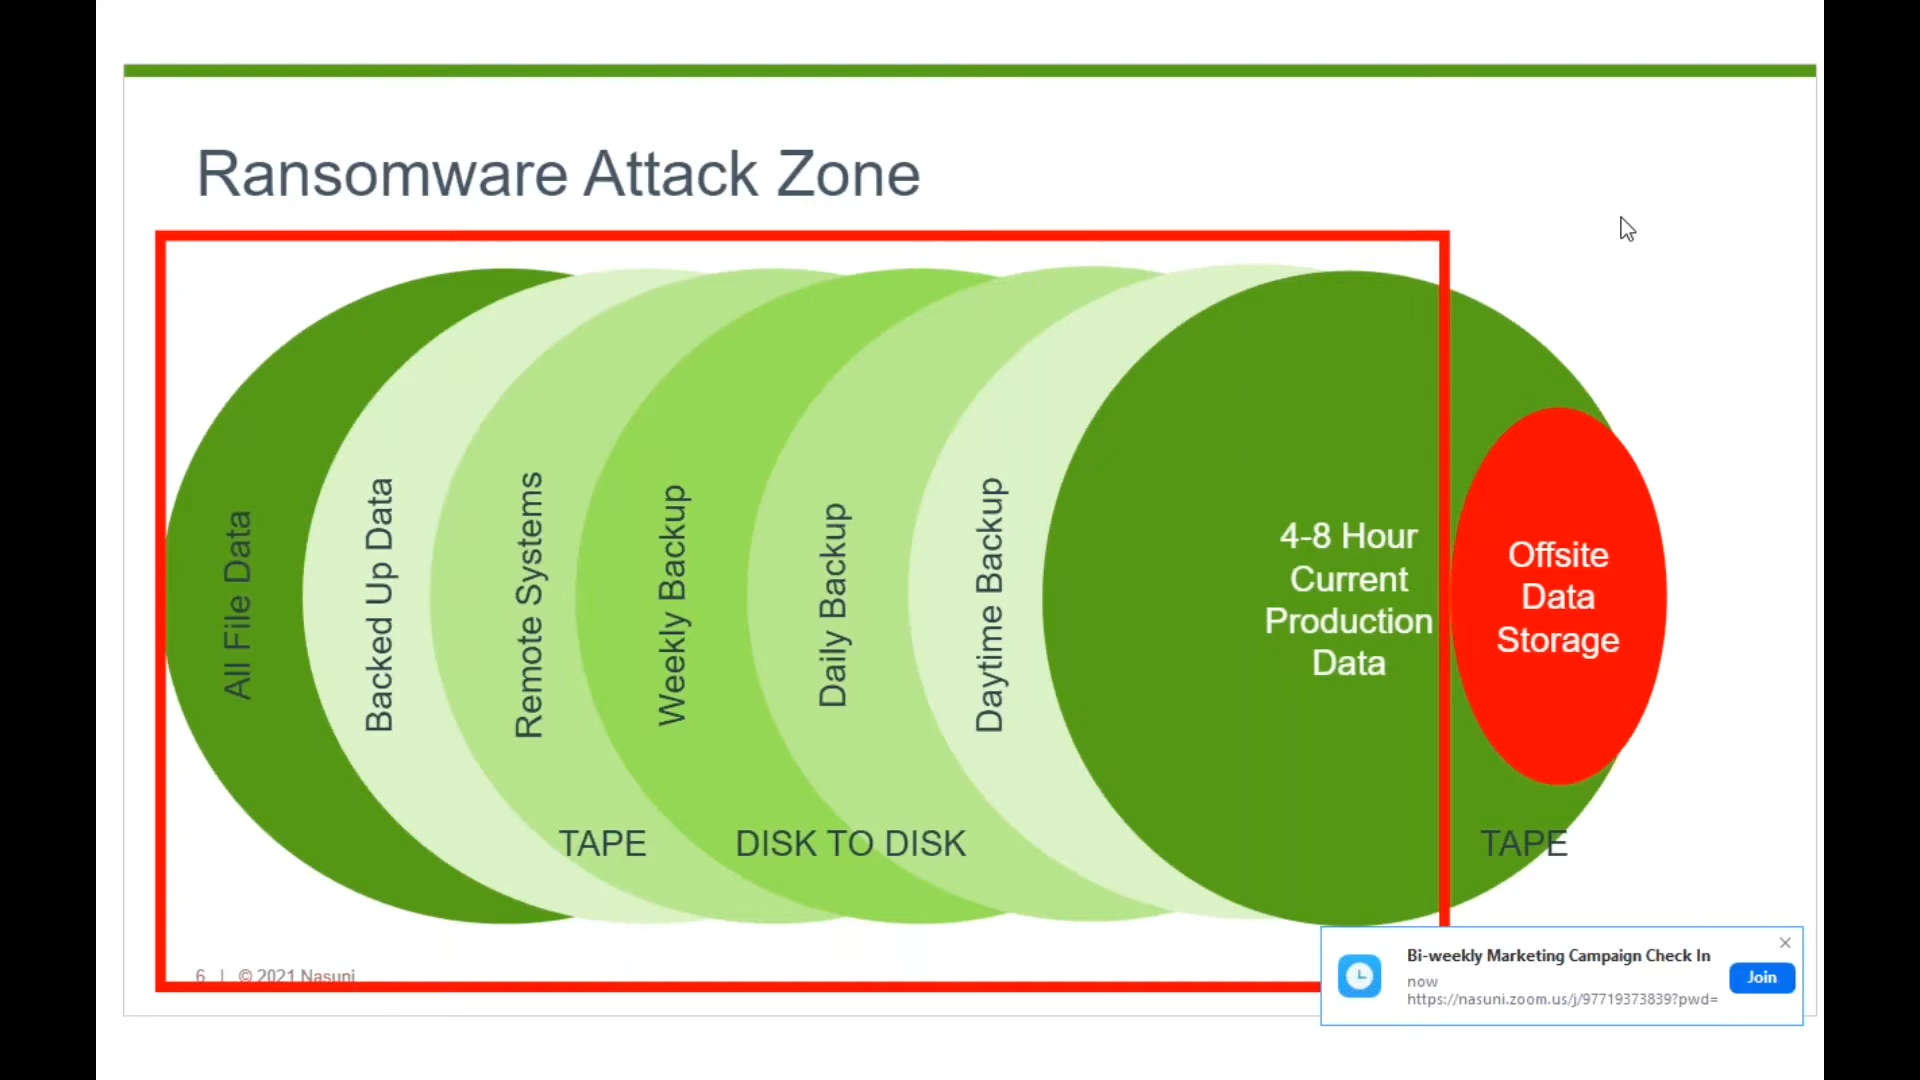 Ransomware Attack Zone
All File Data
Backed Up Data
Remote Systems
Weekly Backup
Daily Backup
Daytime Backup
4-8 Hour
Current
Production
Data
Offsite
Data
Storage
TAPE
DISK TO DISK
TAPE
6 | © 2021 Nasuni
Bi-weekly Marketing Campaign Check In
now
https://nasuni.zoom.us/j/97719373839?pwd=
Join